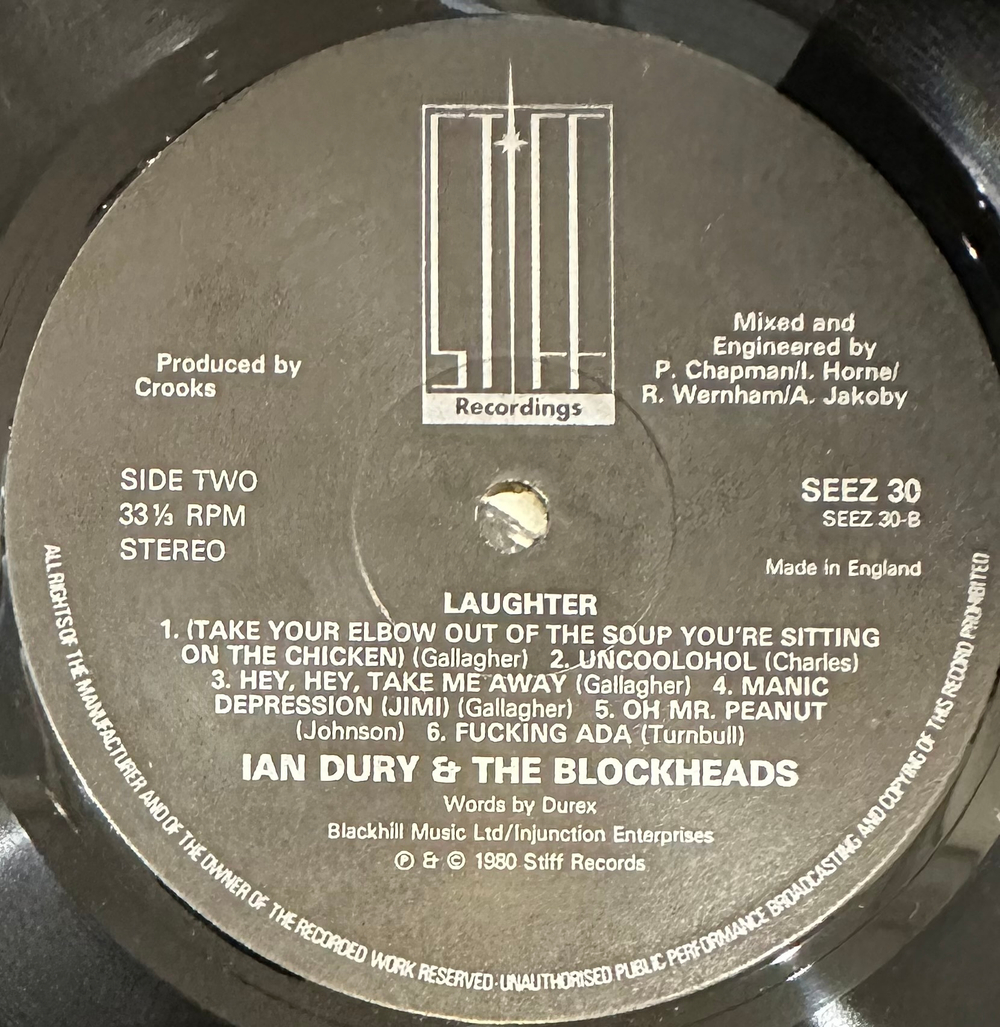 STIFF
Recordings
Produced by
Crooks
Mixed and
Engineered by
P. Chapman/I. Horne/
R. Wernham/A. Jakoby
SIDE TWO
33⅓ RPM
STEREO
SEEZ 30
SEEZ 30-B
Made in England
LAUGHTER
1. (TAKE YOUR ELBOW OUT OF THE SOUP YOU'RE SITTING
ON THE CHICKEN) (Gallagher) 2. UNCOOLOHOL (Charles)
3. HEY, HEY, TAKE ME AWAY (Gallagher) 4. MANIC
DEPRESSION (JIMI) (Gallagher) 5. OH MR. PEANUT
(Johnson) 6. FUCKING ADA (Turnbull)
IAN DURY & THE BLOCKHEADS
Words by Durex
Blackhill Music Ltd/Injunction Enterprises
℗ & © 1980 Stiff Records
ALL RIGHTS OF THE MANUFACTURER AND OF THE OWNER OF THE RECORDED WORK RESERVED·UNAUTHORISED PUBLIC PERFORMANCE BROADCASTING AND COPYING OF THIS RECORD PROHIBITED